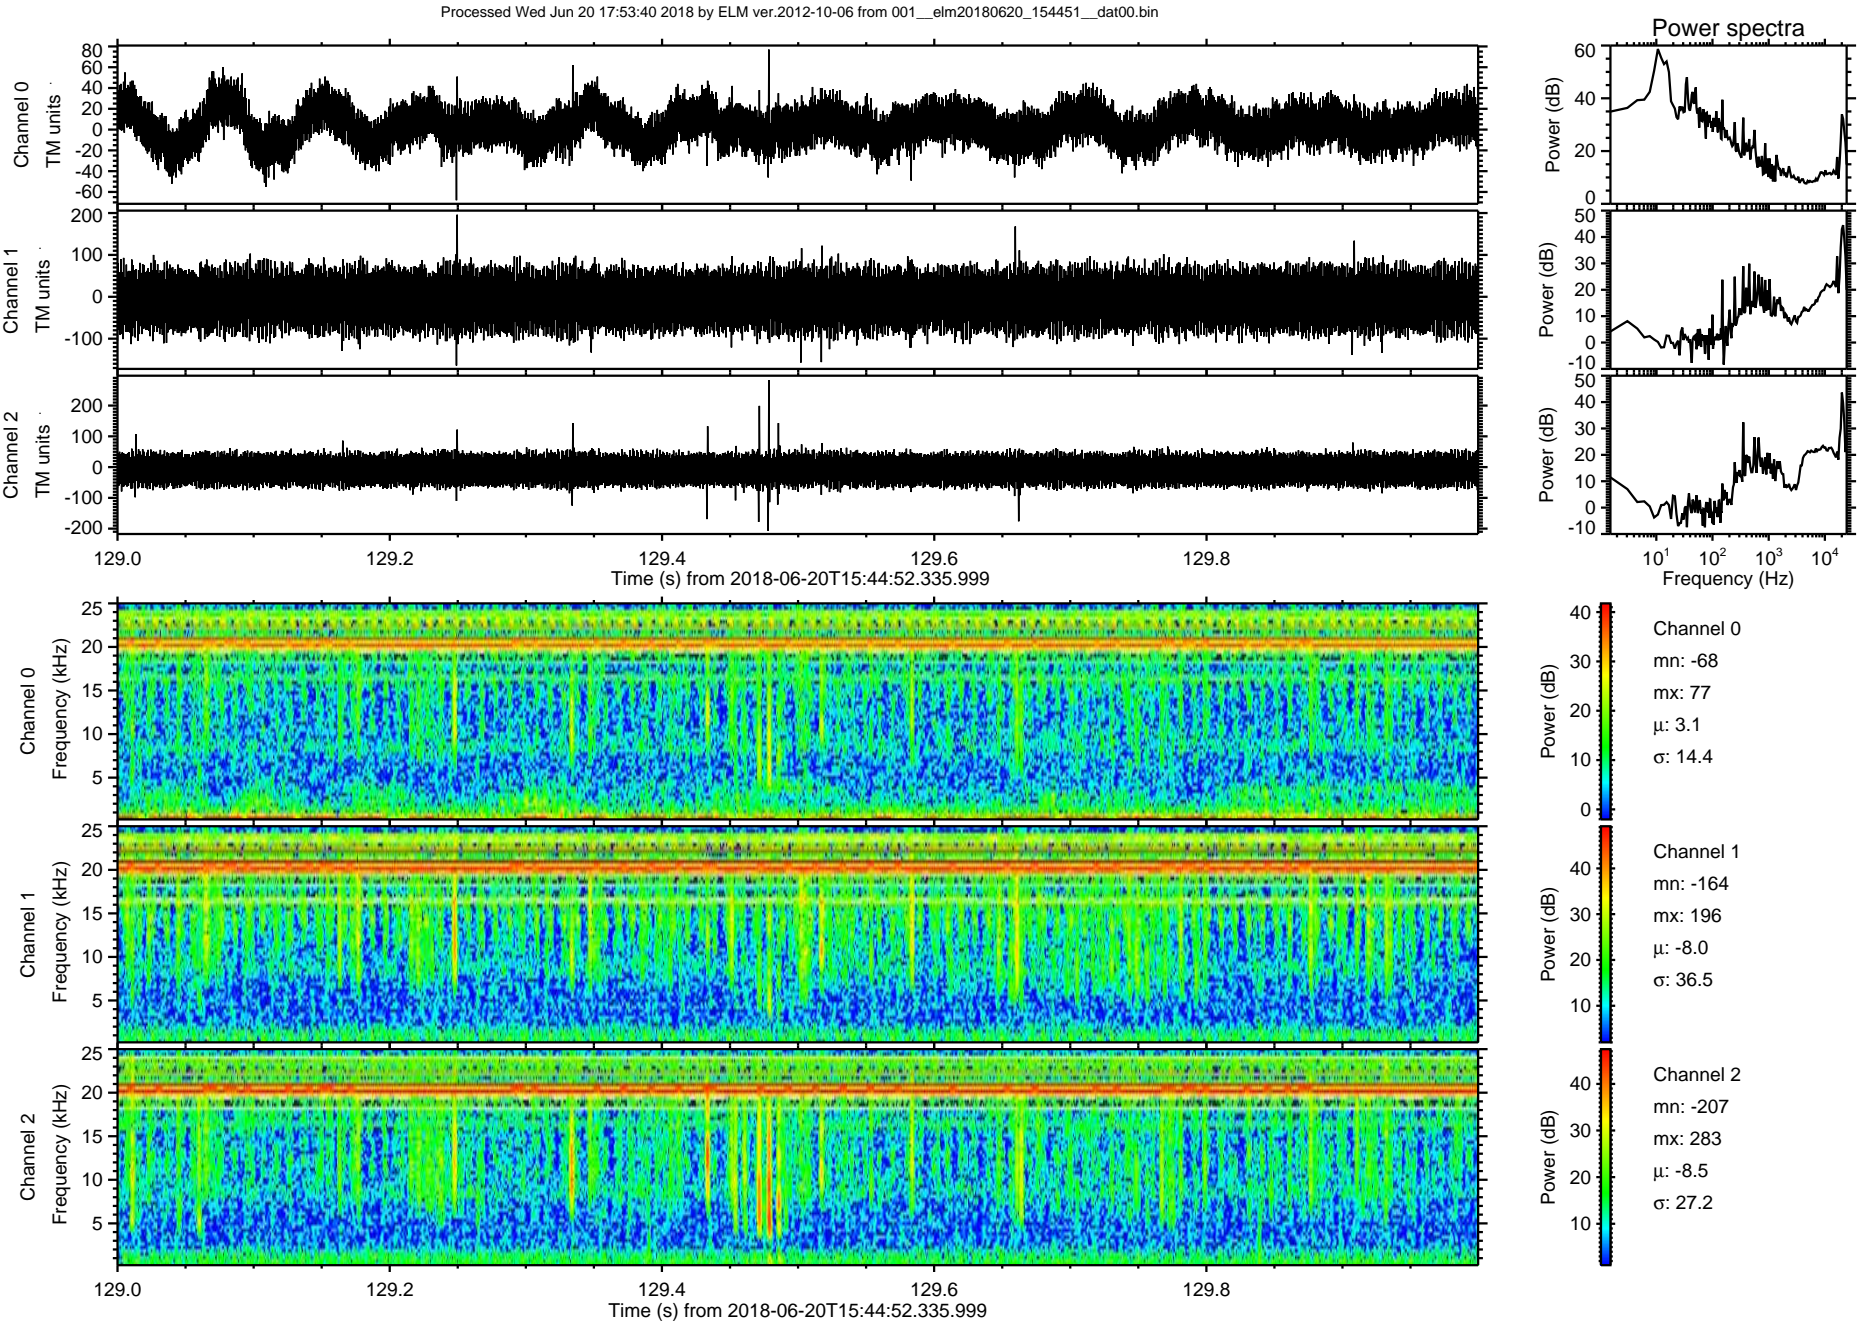 Processed Wed Jun 20 17:53:40 2018 by ELM ver.2012-10-06 from 001__elm20180620_154451__dat00.bin
Power spectra
Channel 0
TM units
80
60
40
20
0
-20
-40
-60
Power (dB)
60
40
20
0
Channel 1
TM units
200
100
0
-100
Power (dB)
50
40
30
20
10
0
-10
Channel 2
TM units
200
100
0
-100
-200
Power (dB)
50
40
30
20
10
0
-10
129.0 129.2 129.4 129.6 129.8
Time (s) from 2018-06-20T15:44:52.335.999
10¹ 10² 10³ 10⁴
Frequency (Hz)
Channel 0
Frequency (kHz)
25
20
15
10
5
Power (dB)
40
30
20
10
0
Channel 0
mn: -68
mx: 77
μ: 3.1
σ: 14.4
Channel 1
Frequency (kHz)
25
20
15
10
5
Power (dB)
40
30
20
10
Channel 1
mn: -164
mx: 196
μ: -8.0
σ: 36.5
Channel 2
Frequency (kHz)
25
20
15
10
5
Power (dB)
40
30
20
10
Channel 2
mn: -207
mx: 283
μ: -8.5
σ: 27.2
129.0 129.2 129.4 129.6 129.8
Time (s) from 2018-06-20T15:44:52.335.999